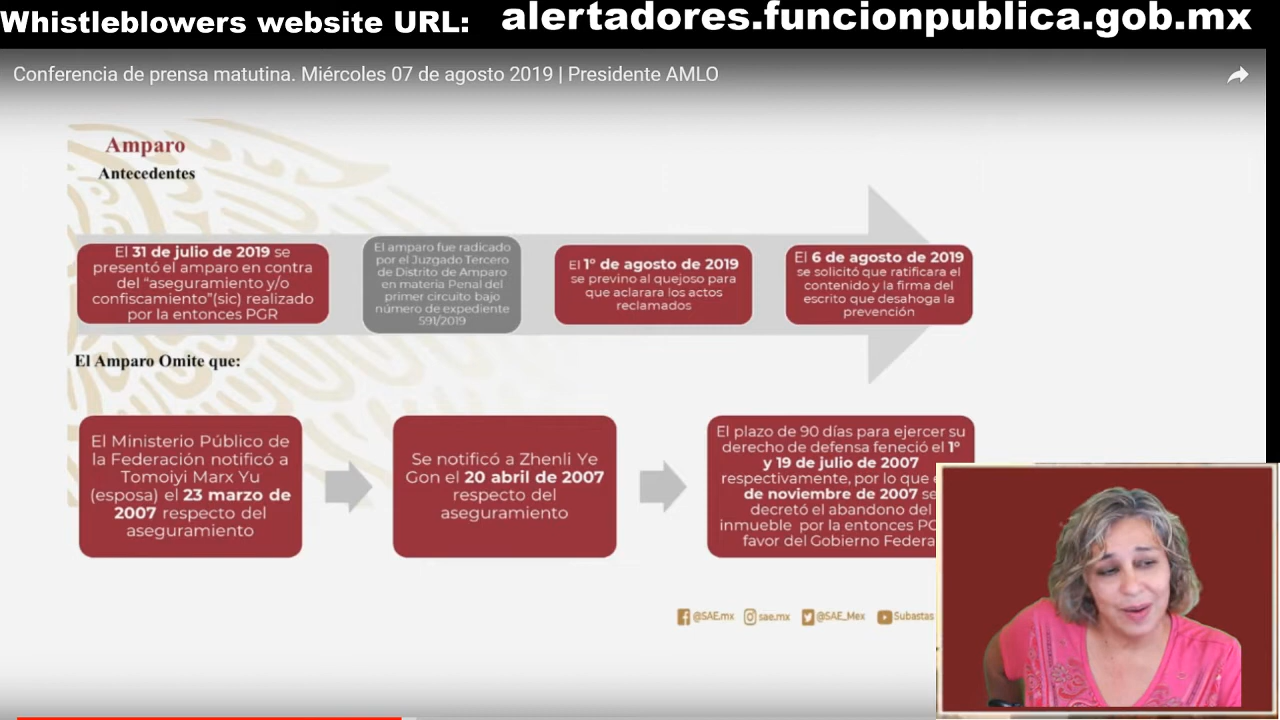 Whistleblowers website URL: alertadores.funcionpublica.gob.mx
Conferencia de prensa matutina. Miércoles 07 de agosto 2019 | Presidente AMLO
Amparo
Antecedentes
El 31 de julio de 2019 se
presentó el amparo en contra
del “aseguramiento y/o
confiscamiento”(sic) realizado
por la entonces PGR
El amparo fue radicado
por el Juzgado Tercero
de Distrito de Amparo
en materia Penal del
primer circuito bajo
número de expediente
591/2019
El 1° de agosto de 2019
se previno al quejoso para
que aclarara los actos
reclamados
El 6 de agosto de 2019
se solicitó que ratificara el
contenido y la firma del
escrito que desahoga la
prevención
El Amparo Omite que:
El Ministerio Público de
la Federación notificó a
Tomoiyi Marx Yu
(esposa) el 23 marzo de
2007 respecto del
aseguramiento
Se notificó a Zhenli Ye
Gon el 20 abril de 2007
respecto del
aseguramiento
El plazo de 90 días para ejercer su
derecho de defensa feneció el 1°
y 19 de julio de 2007
respectivamente, por lo que
de noviembre de 2007 se
decretó el abandono del
inmueble por la entonces
favor del Gobierno
@SAE.mx sae.mx @SAE_Mex Subastas